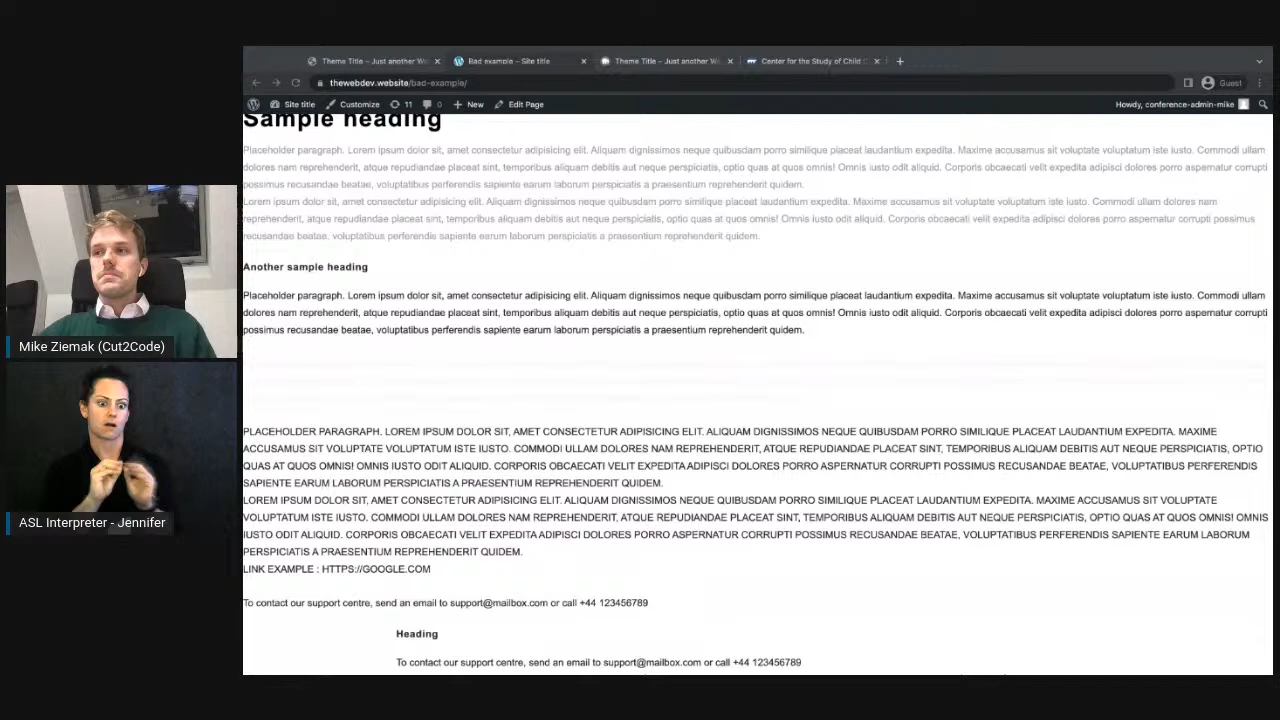 Theme Title – Just another We
Bad example – Site title
Theme Title – Just another We
Center for the Study of Child C
thewebdev.website/bad-example/
Guest
Site title
Customize
11
0
New
Edit Page
Howdy, conference-admin-mike
Sample heading
Placeholder paragraph. Lorem ipsum dolor sit, amet consectetur adipisicing elit. Aliquam dignissimos neque quibusdam porro similique placeat laudantium expedita. Maxime accusamus sit voluptate voluptatum iste iusto. Commodi ullam
dolores nam reprehenderit, atque repudiandae placeat sint, temporibus aliquam debitis aut neque perspiciatis, optio quas at quos omnis! Omnis iusto odit aliquid. Corporis obcaecati velit expedita adipisci dolores porro aspernatur corrupti
possimus recusandae beatae, voluptatibus perferendis sapiente earum laborum perspiciatis a praesentium reprehenderit quidem.
Lorem ipsum dolor sit, amet consectetur adipisicing elit. Aliquam dignissimos neque quibusdam porro similique placeat laudantium expedita. Maxime accusamus sit voluptate voluptatum iste iusto. Commodi ullam dolores nam
reprehenderit, atque repudiandae placeat sint, temporibus aliquam debitis aut neque perspiciatis, optio quas at quos omnis! Omnis iusto odit aliquid. Corporis obcaecati velit expedita adipisci dolores porro aspernatur corrupti possimus
recusandae beatae, voluptatibus perferendis sapiente earum laborum perspiciatis a praesentium reprehenderit quidem.
Another sample heading
Placeholder paragraph. Lorem ipsum dolor sit, amet consectetur adipisicing elit. Aliquam dignissimos neque quibusdam porro similique placeat laudantium expedita. Maxime accusamus sit voluptate voluptatum iste iusto. Commodi ullam
dolores nam reprehenderit, atque repudiandae placeat sint, temporibus aliquam debitis aut neque perspiciatis, optio quas at quos omnis! Omnis iusto odit aliquid. Corporis obcaecati velit expedita adipisci dolores porro aspernatur corrupti
possimus recusandae beatae, voluptatibus perferendis sapiente earum laborum perspiciatis a praesentium reprehenderit quidem.
PLACEHOLDER PARAGRAPH. LOREM IPSUM DOLOR SIT, AMET CONSECTETUR ADIPISICING ELIT. ALIQUAM DIGNISSIMOS NEQUE QUIBUSDAM PORRO SIMILIQUE PLACEAT LAUDANTIUM EXPEDITA. MAXIME
ACCUSAMUS SIT VOLUPTATE VOLUPTATUM ISTE IUSTO. COMMODI ULLAM DOLORES NAM REPREHENDERIT, ATQUE REPUDIANDAE PLACEAT SINT, TEMPORIBUS ALIQUAM DEBITIS AUT NEQUE PERSPICIATIS, OPTIO
QUAS AT QUOS OMNIS! OMNIS IUSTO ODIT ALIQUID. CORPORIS OBCAECATI VELIT EXPEDITA ADIPISCI DOLORES PORRO ASPERNATUR CORRUPTI POSSIMUS RECUSANDAE BEATAE, VOLUPTATIBUS PERFERENDIS
SAPIENTE EARUM LABORUM PERSPICIATIS A PRAESENTIUM REPREHENDERIT QUIDEM.
LOREM IPSUM DOLOR SIT, AMET CONSECTETUR ADIPISICING ELIT. ALIQUAM DIGNISSIMOS NEQUE QUIBUSDAM PORRO SIMILIQUE PLACEAT LAUDANTIUM EXPEDITA. MAXIME ACCUSAMUS SIT VOLUPTATE
VOLUPTATUM ISTE IUSTO. COMMODI ULLAM DOLORES NAM REPREHENDERIT, ATQUE REPUDIANDAE PLACEAT SINT, TEMPORIBUS ALIQUAM DEBITIS AUT NEQUE PERSPICIATIS, OPTIO QUAS AT QUOS OMNIS! OMNIS
IUSTO ODIT ALIQUID. CORPORIS OBCAECATI VELIT EXPEDITA ADIPISCI DOLORES PORRO ASPERNATUR CORRUPTI POSSIMUS RECUSANDAE BEATAE, VOLUPTATIBUS PERFERENDIS SAPIENTE EARUM LABORUM
PERSPICIATIS A PRAESENTIUM REPREHENDERIT QUIDEM.
LINK EXAMPLE : HTTPS://GOOGLE.COM
To contact our support centre, send an email to support@mailbox.com or call +44 123456789
Heading
To contact our support centre, send an email to support@mailbox.com or call +44 123456789
Mike Ziemak (Cut2Code)
ASL Interpreter - Jennifer